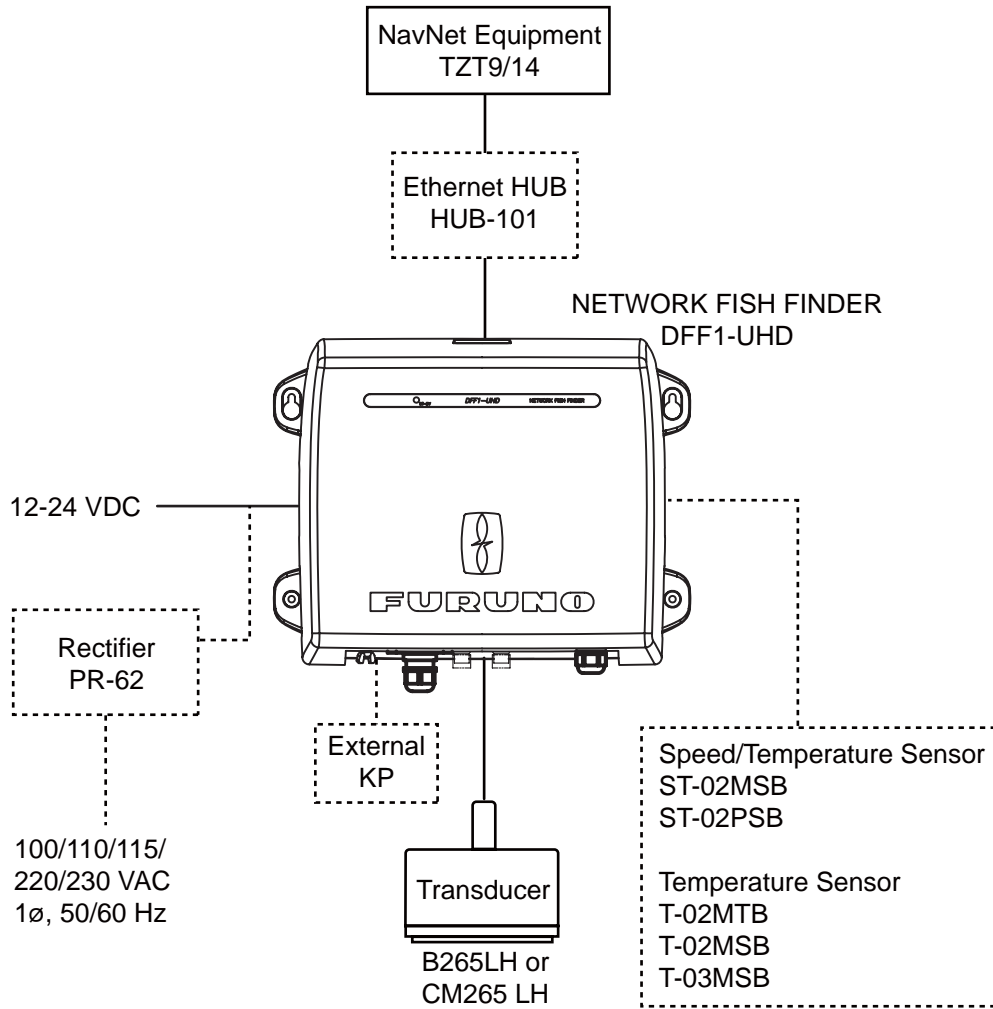 NavNet Equipment
TZT9/14
Ethernet HUB
HUB-101
NETWORK FISH FINDER
DFF1-UHD
DFF1-UHD
NETWORK FISH FINDER
12-24 VDC
FURUNO
Rectifier
PR-62
External
KP
Speed/Temperature Sensor
ST-02MSB
ST-02PSB
100/110/115/
220/230 VAC
1ø, 50/60 Hz
Transducer
Temperature Sensor
T-02MTB
T-02MSB
T-03MSB
B265LH or
CM265 LH